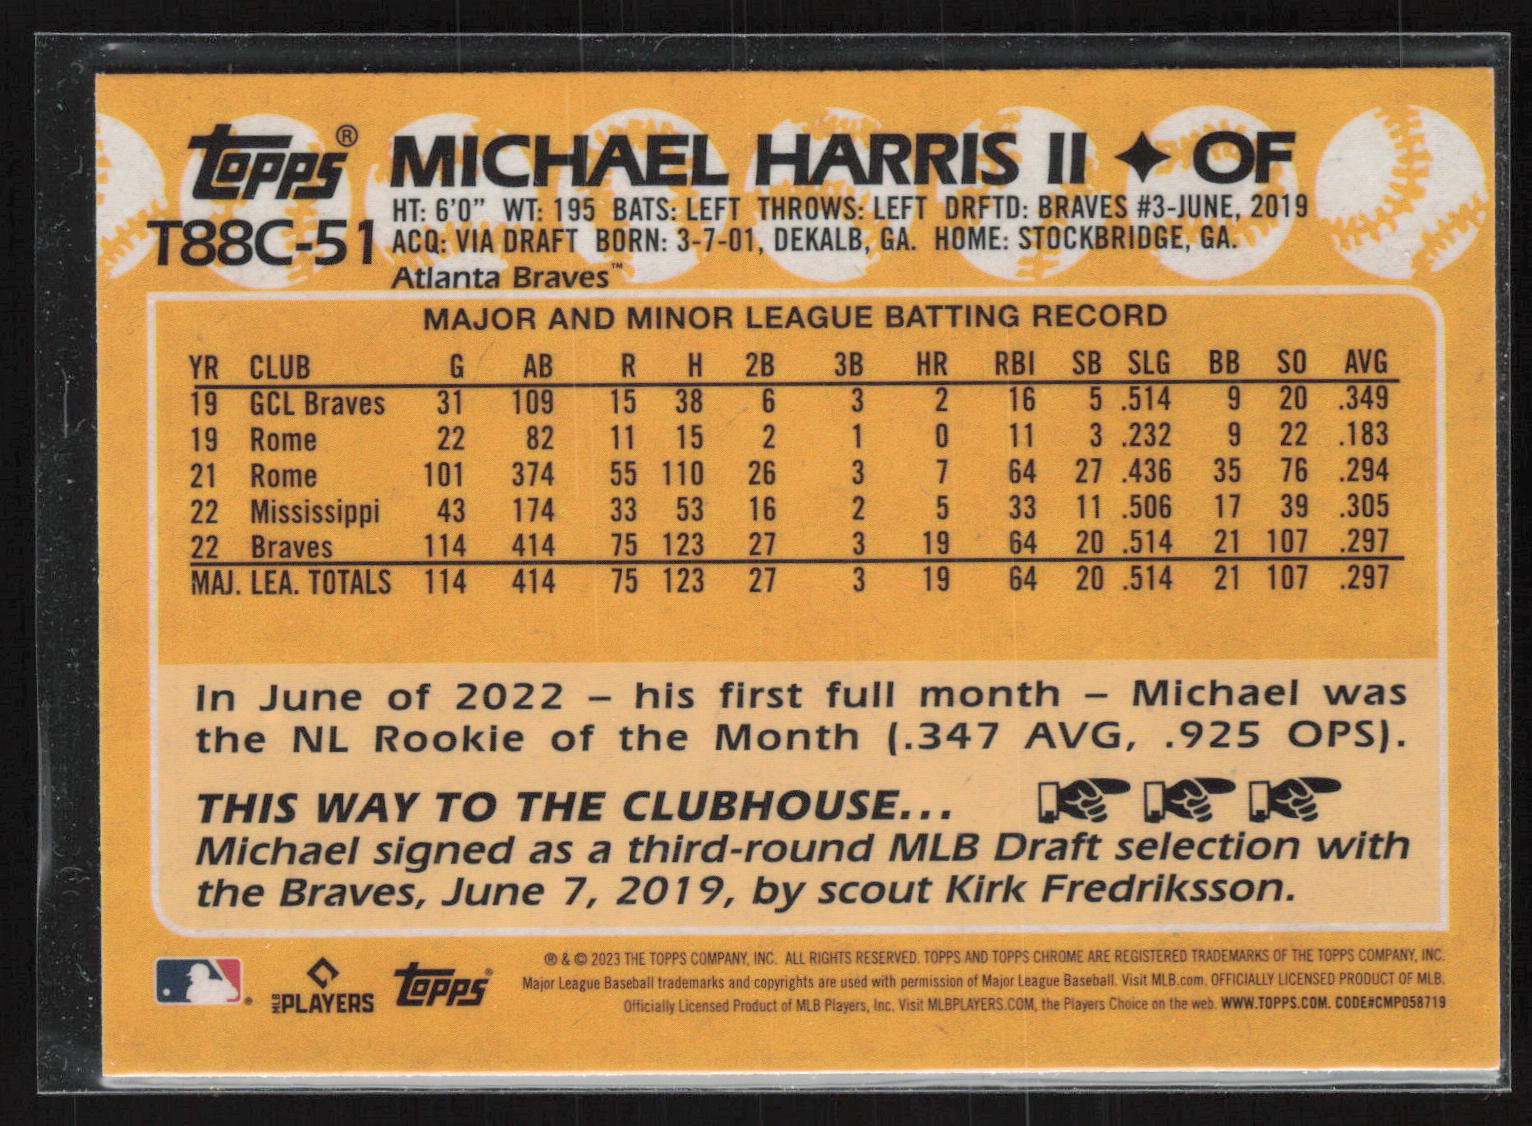 Topps®
MICHAEL HARRIS II ✦ OF
T88C-51
HT: 6'0" WT: 195 BATS: LEFT THROWS: LEFT DRFTD: BRAVES #3-JUNE, 2019
ACQ: VIA DRAFT BORN: 3-7-01, DEKALB, GA. HOME: STOCKBRIDGE, GA.
Atlanta Braves™
MAJOR AND MINOR LEAGUE BATTING RECORD
YR CLUB G AB R H 2B 3B HR RBI SB SLG BB SO AVG
19 GCL Braves 31 109 15 38 6 3 2 16 5 .514 9 20 .349
19 Rome 22 82 11 15 2 1 0 11 3 .232 9 22 .183
21 Rome 101 374 55 110 26 3 7 64 27 .436 35 76 .294
22 Mississippi 43 174 33 53 16 2 5 33 11 .506 17 39 .305
22 Braves 114 414 75 123 27 3 19 64 20 .514 21 107 .297
MAJ. LEA. TOTALS 114 414 75 123 27 3 19 64 20 .514 21 107 .297
In June of 2022 – his first full month – Michael was
the NL Rookie of the Month (.347 AVG, .925 OPS).
THIS WAY TO THE CLUBHOUSE...
Michael signed as a third-round MLB Draft selection with
the Braves, June 7, 2019, by scout Kirk Fredriksson.
MLB PLAYERS
Topps®
® & © 2023 THE TOPPS COMPANY, INC. ALL RIGHTS RESERVED. TOPPS AND TOPPS CHROME ARE REGISTERED TRADEMARKS OF THE TOPPS COMPANY, INC.
Major League Baseball trademarks and copyrights are used with permission of Major League Baseball. Visit MLB.com. OFFICIALLY LICENSED PRODUCT OF MLB.
Officially Licensed Product of MLB Players, Inc. Visit MLBPLAYERS.COM, the Players Choice on the web. WWW.TOPPS.COM. CODE#CMP058719